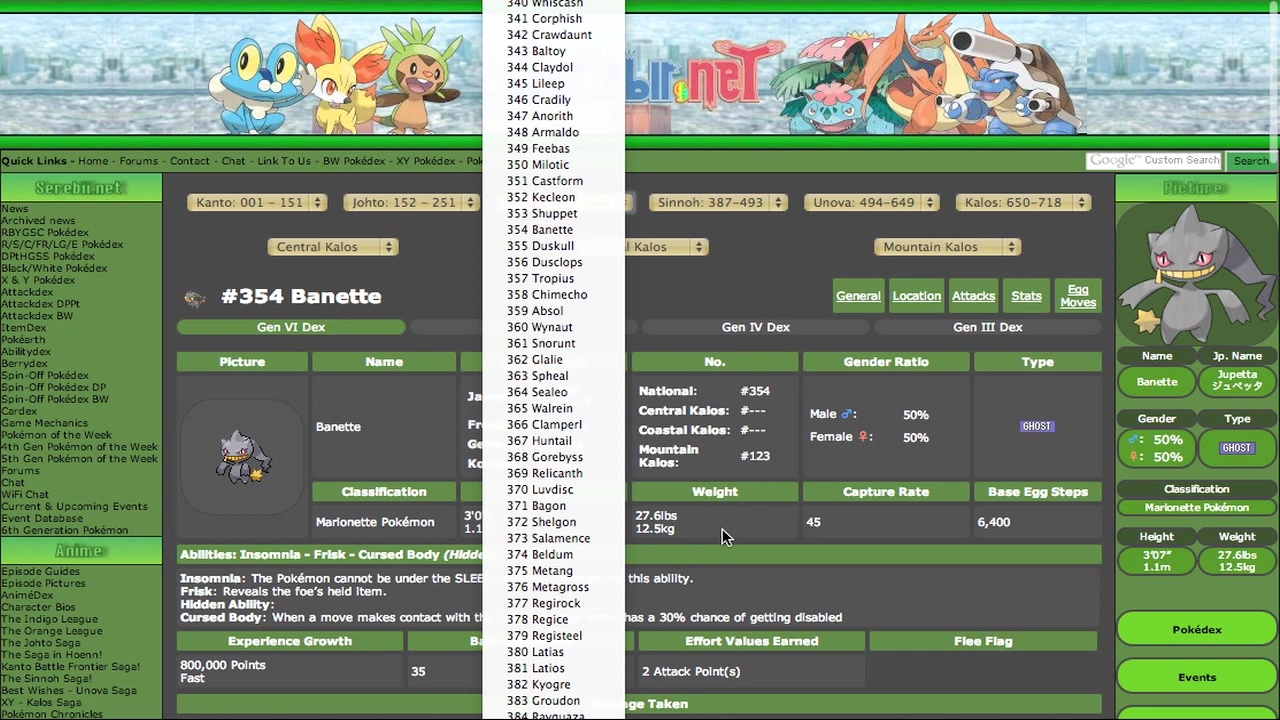 Quick Links - Home - Forums - Contact - Chat - Link To Us - BW Pokédex - XY Pokédex -
Google™ Custom Search
Search
Serebii.net
News
Archived news
RBYGSC Pokédex
R/S/C/FR/LG/E Pokédex
DPtHGSS Pokédex
Black/White Pokédex
X & Y Pokédex
Attackdex
Attackdex DPPt
Attackdex BW
ItemDex
Pokéarth
Abilitydex
Berrydex
Spin-Off Pokédex
Spin-Off Pokédex DP
Spin-Off Pokédex BW
Cardex
Game Mechanics
Pokémon of the Week
4th Gen Pokémon of the Week
5th Gen Pokémon of the Week
Forums
Chat
WiFi Chat
Current & Upcoming Events
Event Database
6th Generation Pokémon
Anime
Episode Guides
Episode Pictures
AniméDex
Character Bios
The Indigo League
The Orange League
The Johto Saga
The Saga in Hoenn!
Kanto Battle Frontier Saga!
The Sinnoh Saga!
Best Wishes - Unova Saga
XY - Kalos Saga
Pokémon Chronicles
Kanto: 001 – 151
Johto: 152 – 251
Sinnoh: 387–493
Unova: 494–649
Kalos: 650–718
Central Kalos
Kalos
Mountain Kalos
#354 Banette
General
Location
Attacks
Stats
Egg
Moves
Gen VI Dex
Gen IV Dex
Gen III Dex
Picture
Name
No.
Gender Ratio
Type
Banette
National: #354
Central Kalos: #---
Coastal Kalos: #---
Mountain
Kalos: #123
Male ♂: 50%
Female ♀: 50%
GHOST
Classification
Weight
Capture Rate
Base Egg Steps
Marionette Pokémon
27.6lbs
12.5kg
45
6,400
Abilities: Insomnia - Frisk - Cursed Body
Insomnia: The Pokémon cannot be under the
this ability.
Frisk: Reveals the foe's held Item.
Hidden Ability:
Cursed Body: When a move makes contact with
has a 30% chance of getting disabled
Experience Growth
Effort Values Earned
Flee Flag
800,000 Points
Fast
35
2 Attack Point(s)
Taken
340 Whiscash
341 Corphish
342 Crawdaunt
343 Baltoy
344 Claydol
345 Lileep
346 Cradily
347 Anorith
348 Armaldo
349 Feebas
350 Milotic
351 Castform
352 Kecleon
353 Shuppet
354 Banette
355 Duskull
356 Dusclops
357 Tropius
358 Chimecho
359 Absol
360 Wynaut
361 Snorunt
362 Glalie
363 Spheal
364 Sealeo
365 Walrein
366 Clamperl
367 Huntail
368 Gorebyss
369 Relicanth
370 Luvdisc
371 Bagon
372 Shelgon
373 Salamence
374 Beldum
375 Metang
376 Metagross
377 Regirock
378 Regice
379 Registeel
380 Latias
381 Latios
382 Kyogre
383 Groudon
384 Rayquaza
Picture
Name
Jp. Name
Banette
Jupetta
ジュペッタ
Gender
Type
♂: 50%
♀: 50%
GHOST
Classification
Marionette Pokémon
Height
Weight
3'07"
1.1m
27.6lbs
12.5kg
Pokédex
Events